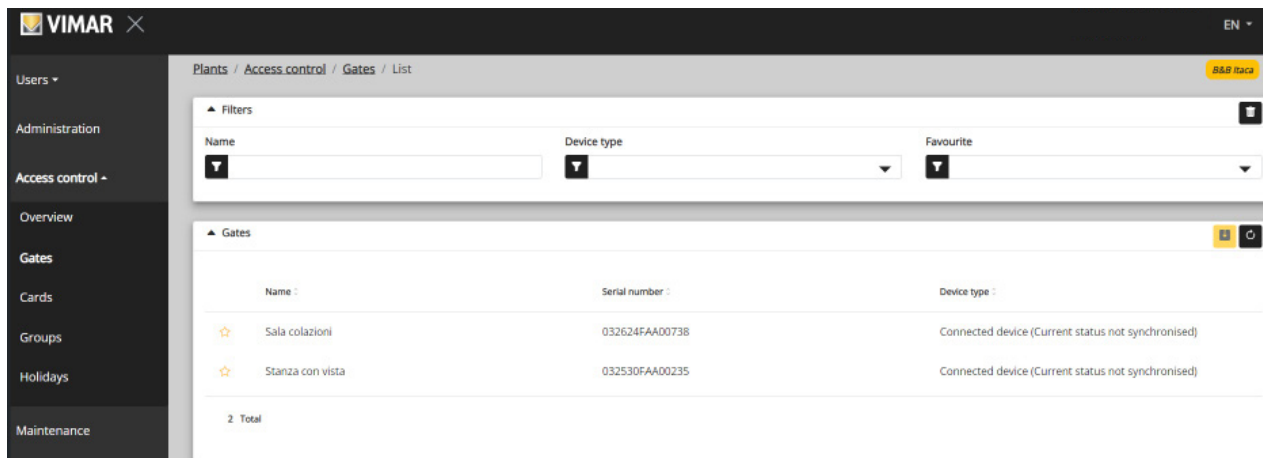 VIMAR
EN
Users
Plants / Access control / Gates / List
B&B Itaca
Filters
Administration
Name
Device type
Favourite
Access control
Overview
Gates
Gates
Name
Serial number
Device type
Cards
Sala colazioni
032624FAA00738
Connected device (Current status not synchronised)
Groups
Stanza con vista
032530FAA00235
Connected device (Current status not synchronised)
Holidays
2 Total
Maintenance